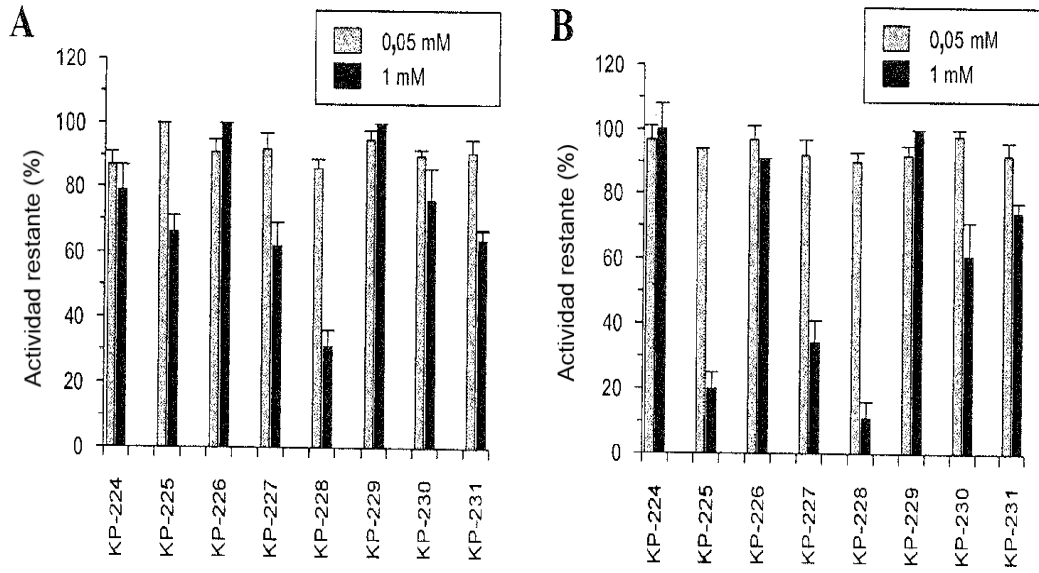 A
0,05 mM
1 mM
Actividad restante (%)
120
100
80
60
40
20
0
KP-224
KP-225
KP-226
KP-227
KP-228
KP-229
KP-230
KP-231
B
0,05 mM
1 mM
Actividad restante (%)
120
100
80
60
40
20
0
KP-224
KP-225
KP-226
KP-227
KP-228
KP-229
KP-230
KP-231